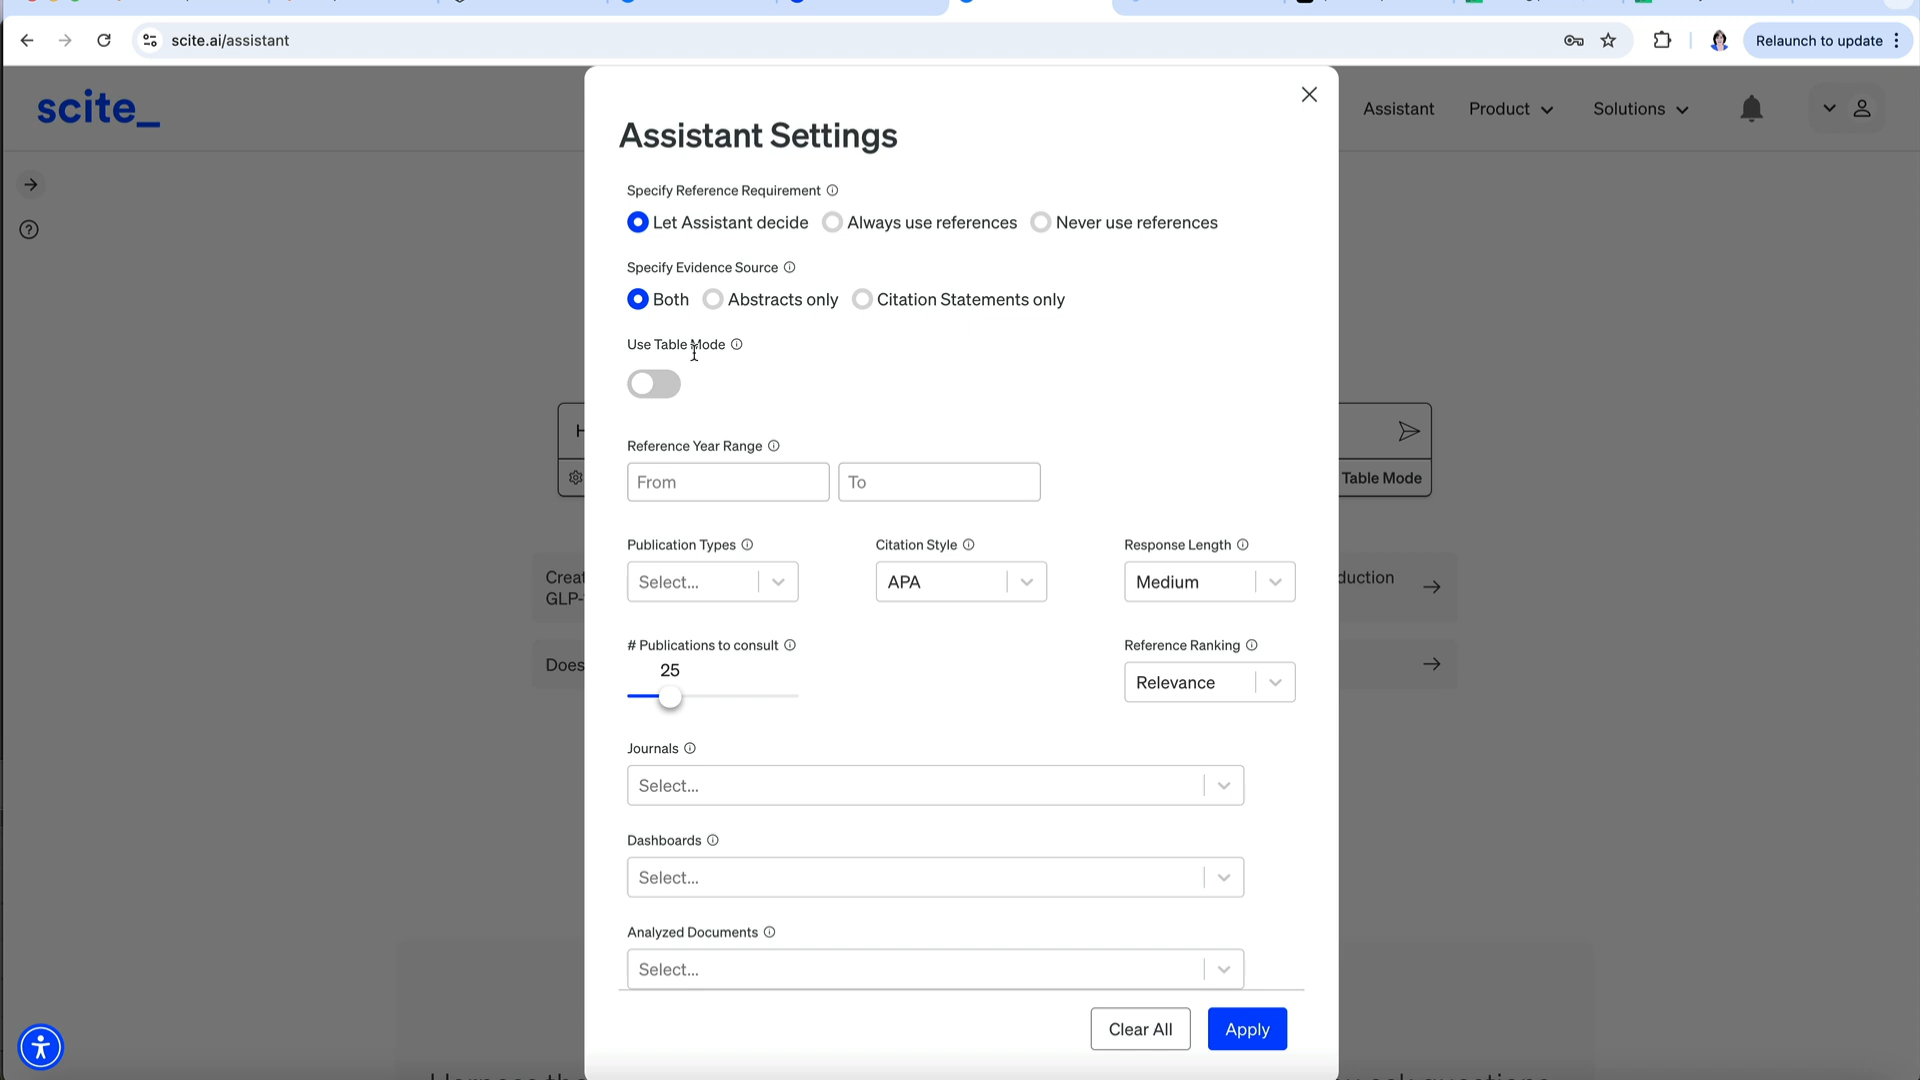 scite.ai/assistant
Relaunch to update
scite_
Assistant
Product
Solutions
Assistant Settings
Specify Reference Requirement
Let Assistant decide
Always use references
Never use references
Specify Evidence Source
Both
Abstracts only
Citation Statements only
Use Table Mode
Table Mode
Reference Year Range
From
To
Publication Types
Citation Style
Response Length
Select...
APA
Medium
GLP-
Does
# Publications to consult
Reference Ranking
25
Relevance
Journals
Select...
Dashboards
Select...
Analyzed Documents
Select...
Clear All
Apply